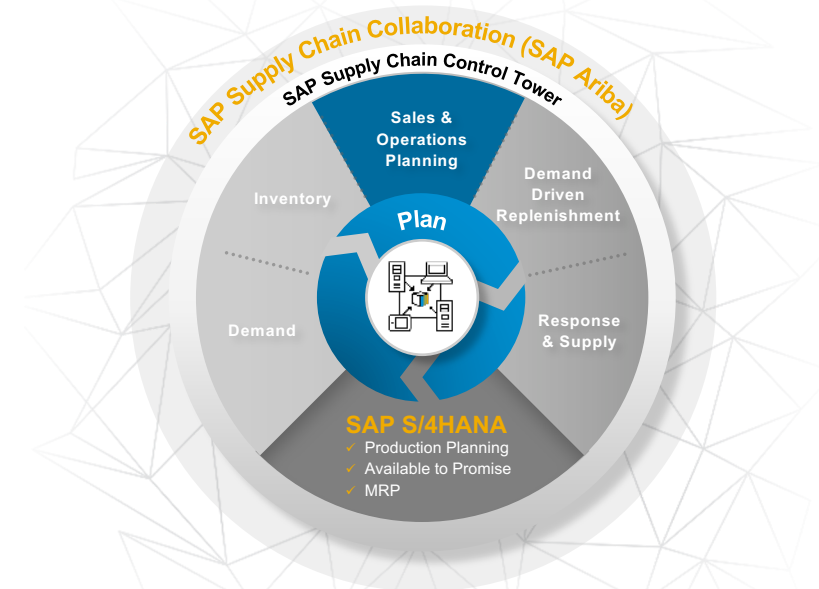 SAP Supply Chain Collaboration (SAP Ariba)
SAP Supply Chain Control Tower
Sales &
Operations
Planning
Demand
Driven
Replenishment
Inventory
Plan
Demand
Response
& Supply
SAP S/4HANA
✓ Production Planning
✓ Available to Promise
✓ MRP